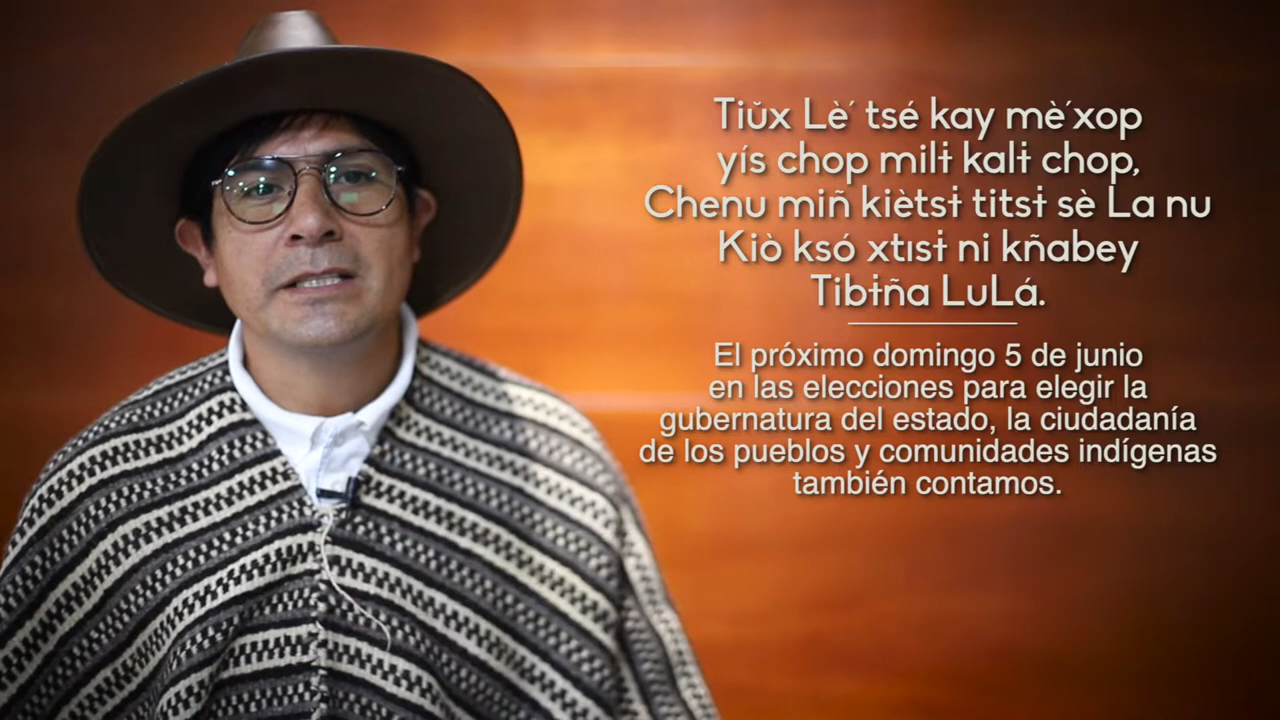 Tiŭx Lè´ tsé kay mè´xop
yís chop milɨ kalɨ chop,
Chenu miñ kiètsɨ titsɨ sè La nu
Kiò ksó xtısɨ ni kñabey
Tibɨña LuLá.
El próximo domingo 5 de junio
en las elecciones para elegir la
gubernatura del estado, la ciudadanía
de los pueblos y comunidades indígenas
también contamos.